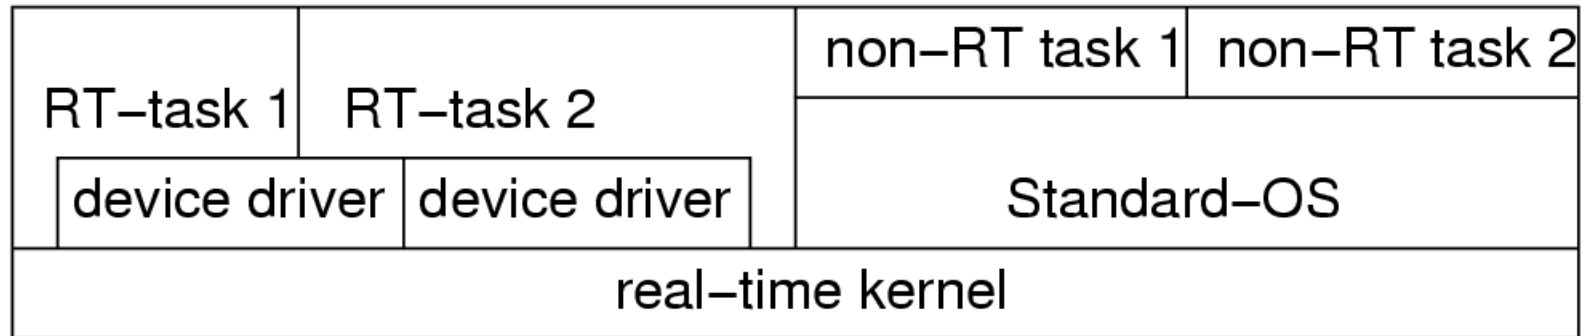 non−RT task 1
non−RT task 2
RT−task 1
RT−task 2
device driver
device driver
Standard−OS
real−time kernel